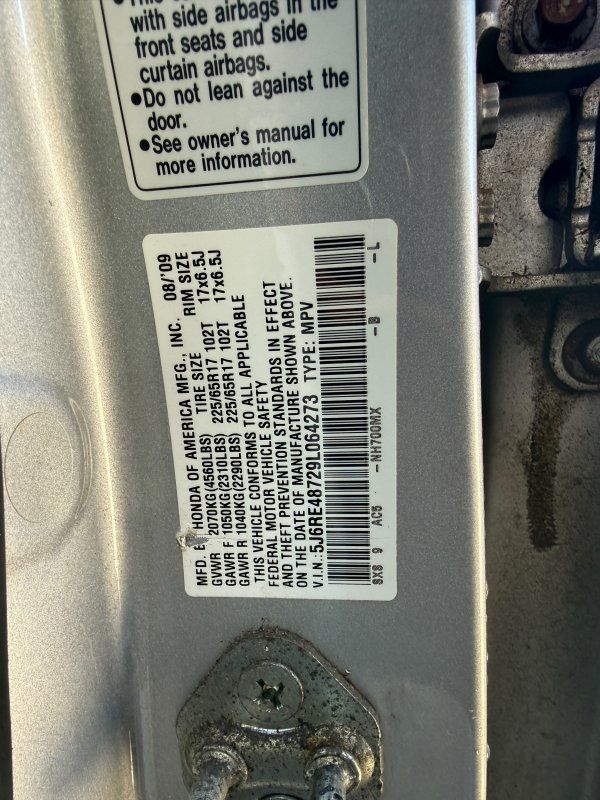 with side airbags in the
front seats and side
curtain airbags.
●Do not lean against the
door.
●See owner's manual for
more information.
MFD. B HONDA OF AMERICA MFG., INC. 08/'09
GVWR 2070KG(4560LBS) TIRE SIZE RIM SIZE
GAWR F 1050KG(2310LBS) 225/65R17 102T 17x6.5J
GAWR R 1040KG(2290LBS) 225/65R17 102T 17x6.5J
THIS VEHICLE CONFORMS TO ALL APPLICABLE
FEDERAL MOTOR VEHICLE SAFETY
AND THEFT PREVENTION STANDARDS IN EFFECT
ON THE DATE OF MANUFACTURE SHOWN ABOVE.
V.I.N.: 5J6RE48729L064273 TYPE: MPV
SXS 9 AC5 -NH700MX -B -L